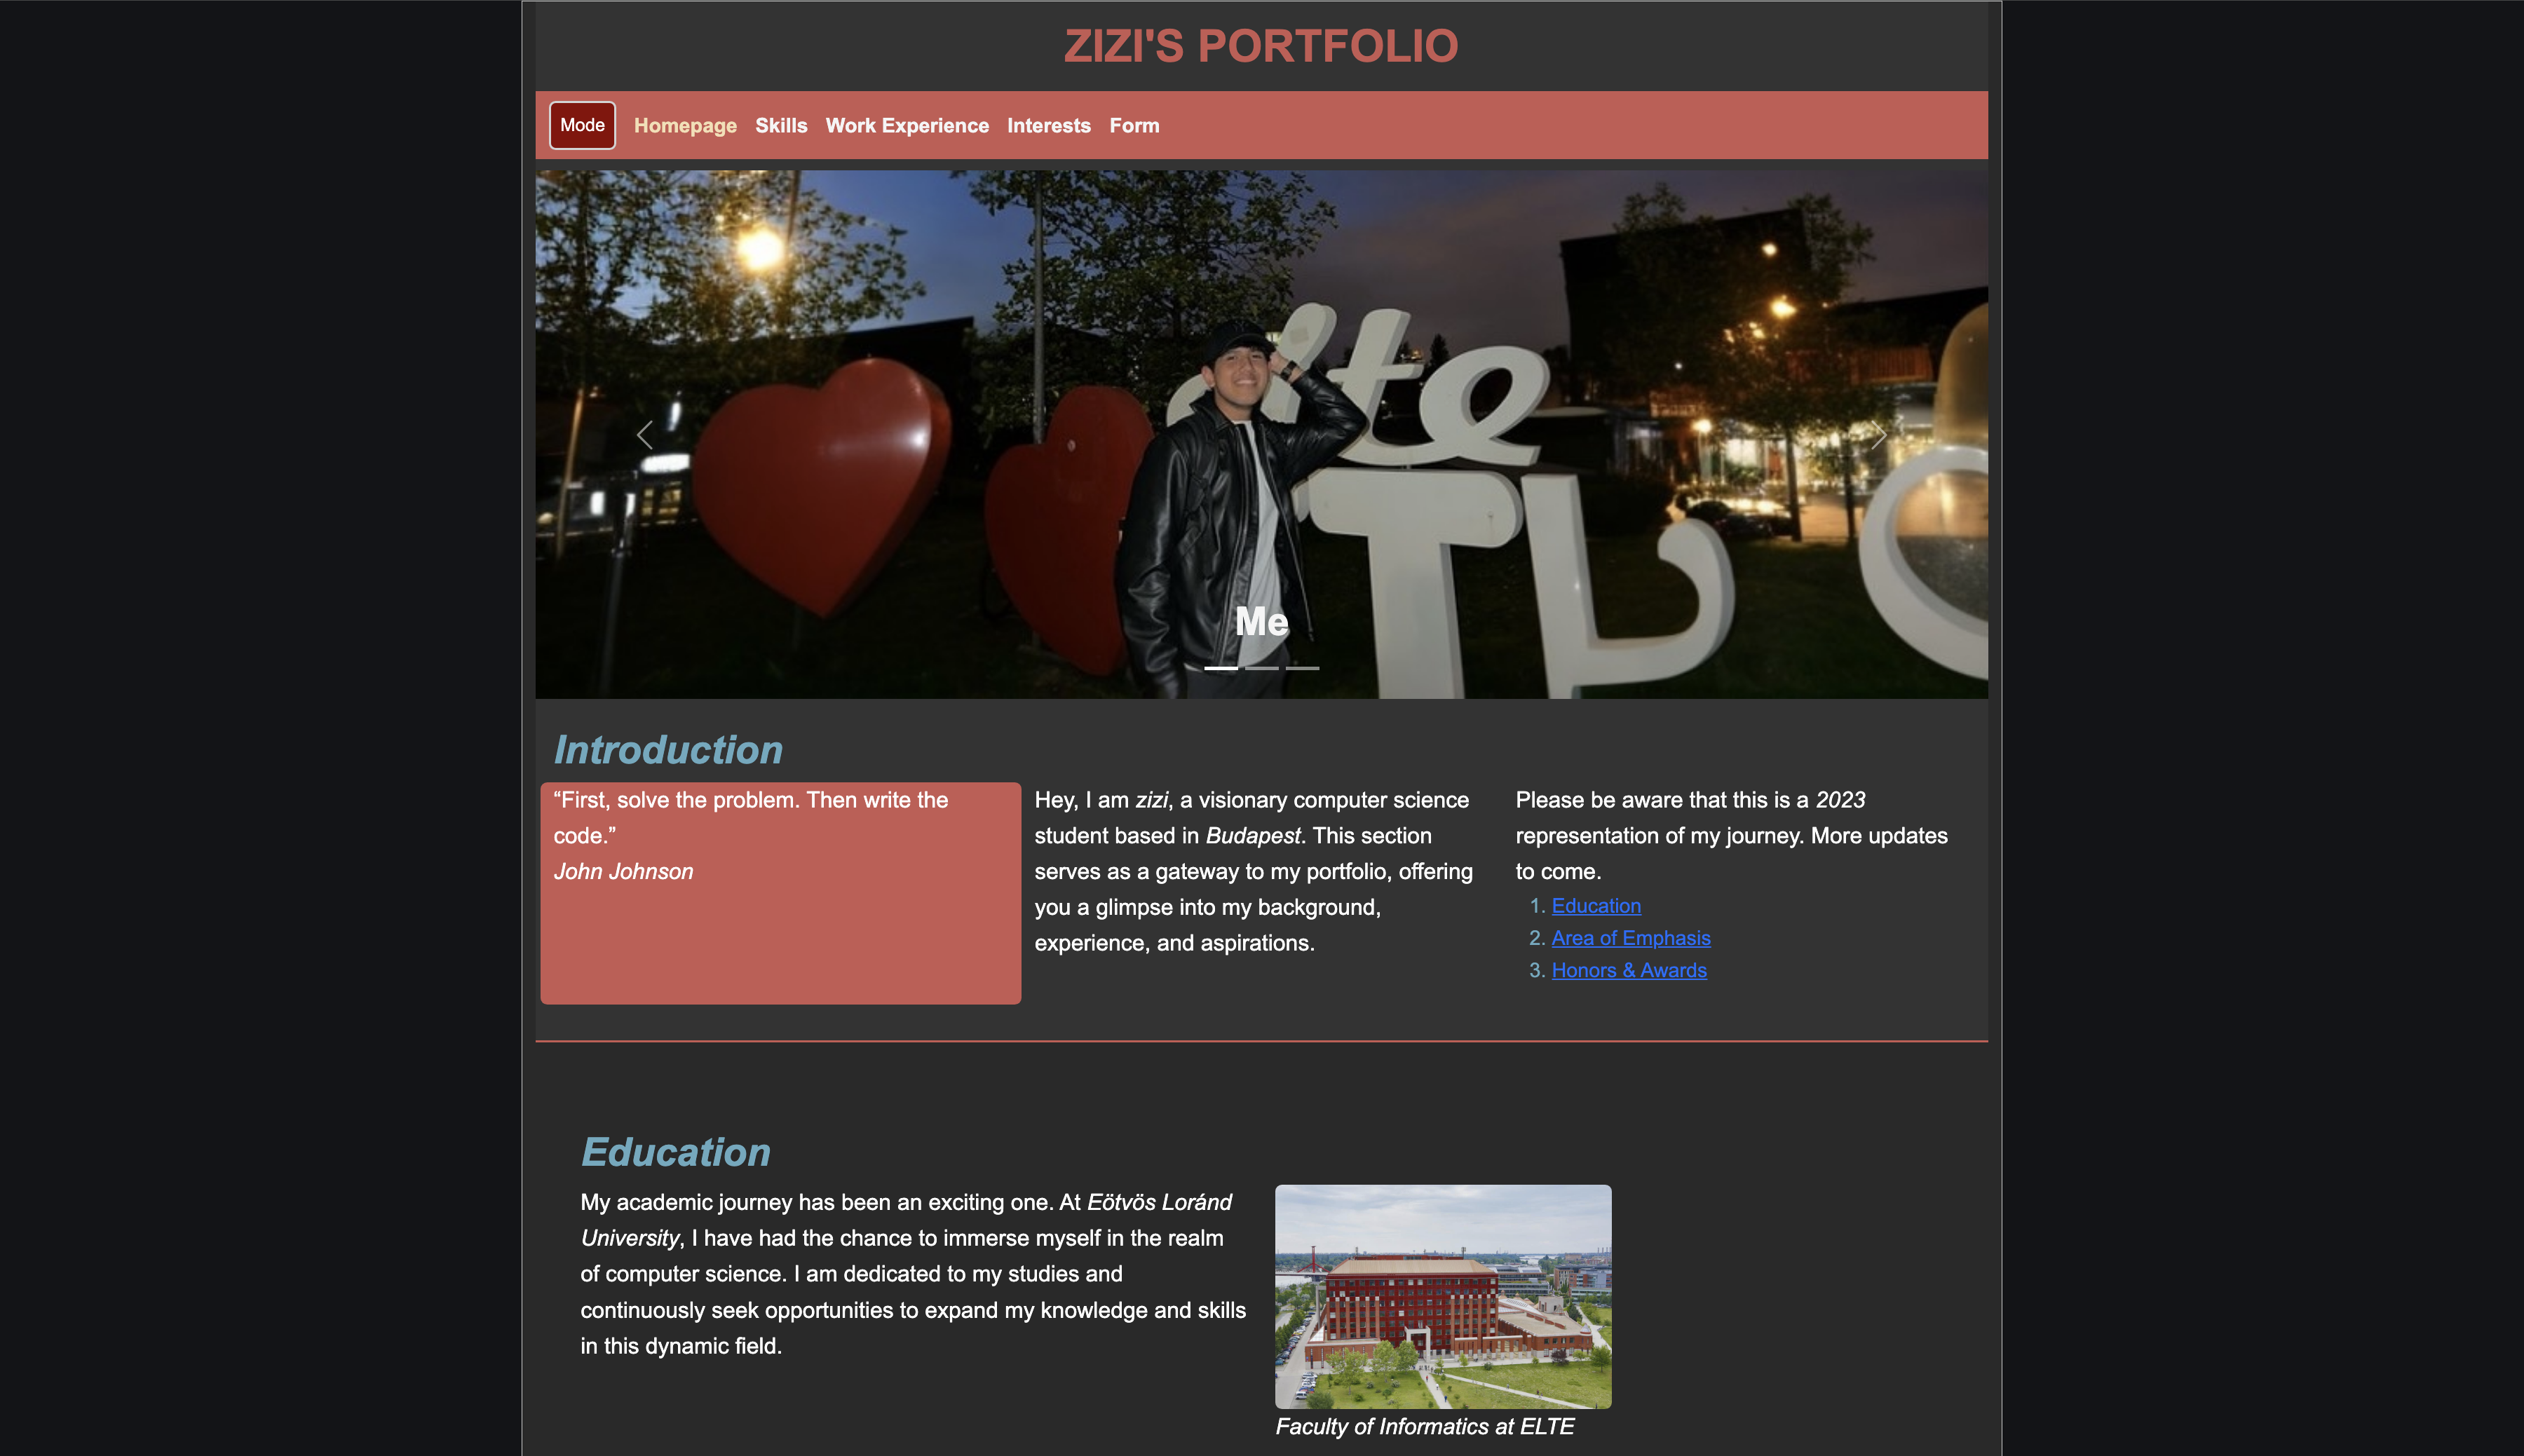 ZIZI'S PORTFOLIO
Mode Homepage Skills Work Experience Interests Form
elte
Me
Introduction
“First, solve the problem. Then write the
code.”
John Johnson
Hey, I am zizi, a visionary computer science
student based in Budapest. This section
serves as a gateway to my portfolio, offering
you a glimpse into my background,
experience, and aspirations.
Please be aware that this is a 2023
representation of my journey. More updates
to come.
1. Education
2. Area of Emphasis
3. Honors & Awards
Education
My academic journey has been an exciting one. At Eötvös Loránd
University, I have had the chance to immerse myself in the realm
of computer science. I am dedicated to my studies and
continuously seek opportunities to expand my knowledge and skills
in this dynamic field.
Faculty of Informatics at ELTE